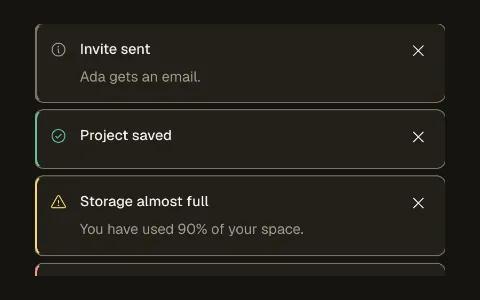 Invite sent
Ada gets an email.
Project saved
Storage almost full
You have used 90% of your space.